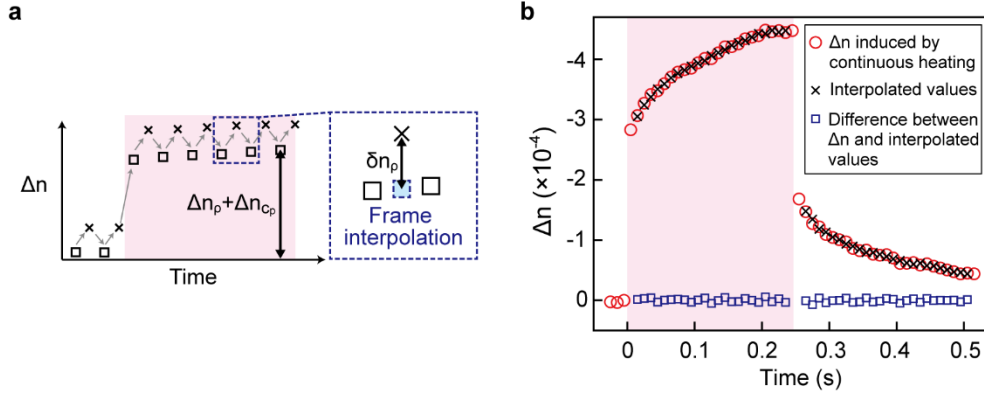 a
Δn
Time
Δnρ+ΔnCp
δnρ
Frame
interpolation
b
Δn (×10-4)
-4
-3
-2
-1
0
0
0.1
0.2
0.3
0.4
0.5
Time (s)
Δn induced by
continuous heating
Interpolated values
Difference between
Δn and interpolated
values